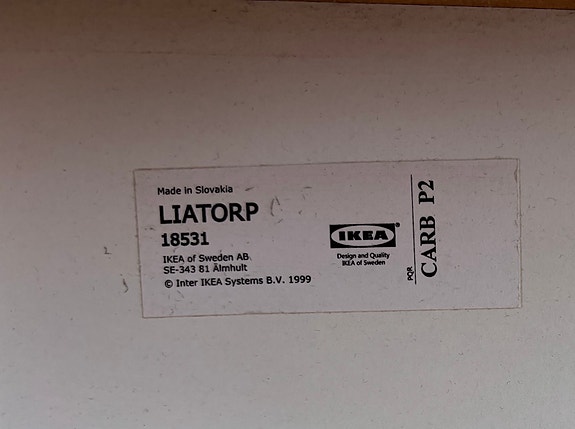 Made in Slovakia
LIATORP
18531
IKEA of Sweden AB
SE-343 81 Älmhult
© Inter IKEA Systems B.V. 1999
IKEA®
Design and Quality
IKEA of Sweden
PQR
CARB P2